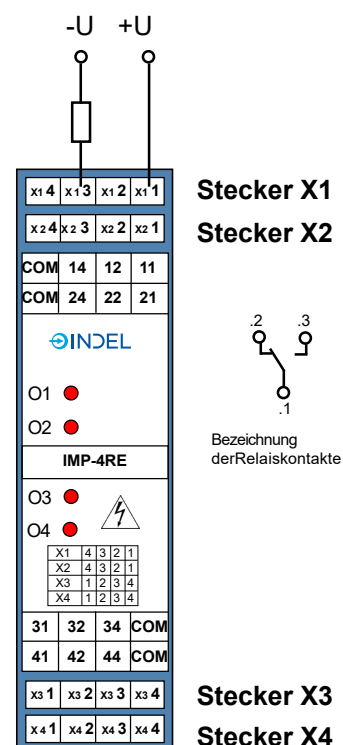 -U +U
x1 4 x1 3 x1 2 x1 1 Stecker X1
x2 4 x2 3 x2 2 x2 1 Stecker X2
COM 14 12 11
COM 24 22 21
INDEL
.2 .3
.1
O1
O2
Bezeichnung
derRelaiskontakte
IMP-4RE
O3
O4
X1 4 3 2 1
X2 4 3 2 1
X3 1 2 3 4
X4 1 2 3 4
31 32 34 COM
41 42 44 COM
x3 1 x3 2 x3 3 x3 4 Stecker X3
x4 1 x4 2 x4 3 x4 4 Stecker X4